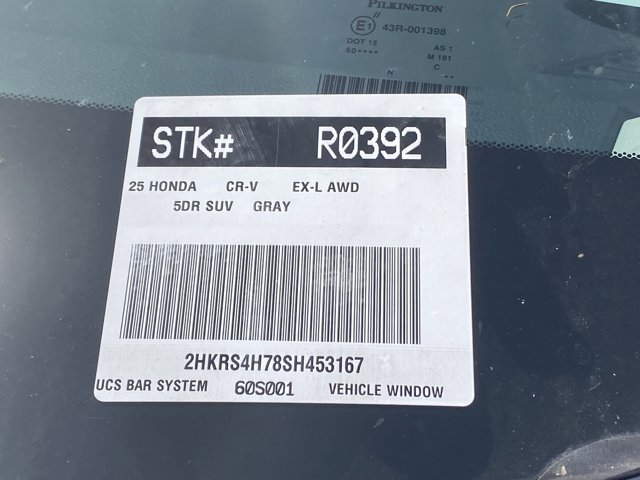 PILKINGTON
E1 43R-001398
DOT 15 AS 1
M 181
C
N
STK# R0392
25 HONDA CR-V EX-L AWD
5DR SUV GRAY
2HKRS4H78SH453167
UCS BAR SYSTEM 60S001 VEHICLE WINDOW